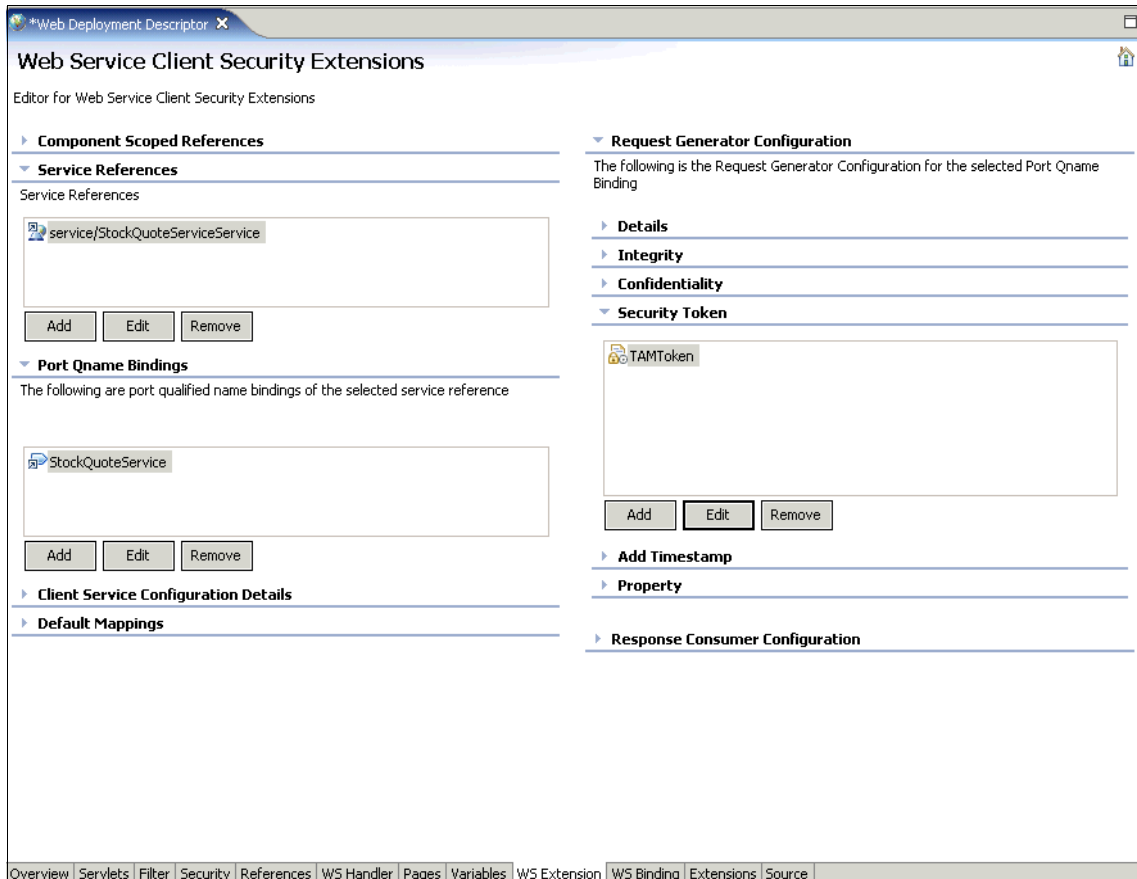 *Web Deployment Descriptor
Web Service Client Security Extensions
Editor for Web Service Client Security Extensions
Component Scoped References
Service References
Service References
service/StockQuoteServiceService
Add Edit Remove
Port Qname Bindings
The following are port qualified name bindings of the selected service reference
StockQuoteService
Add Edit Remove
Client Service Configuration Details
Default Mappings
Request Generator Configuration
The following is the Request Generator Configuration for the selected Port Qname
Binding
Details
Integrity
Confidentiality
Security Token
TAMToken
Add Edit Remove
Add Timestamp
Property
Response Consumer Configuration
Overview Servlets Filter Security References WS Handler Pages Variables WS Extension WS Binding Extensions Source